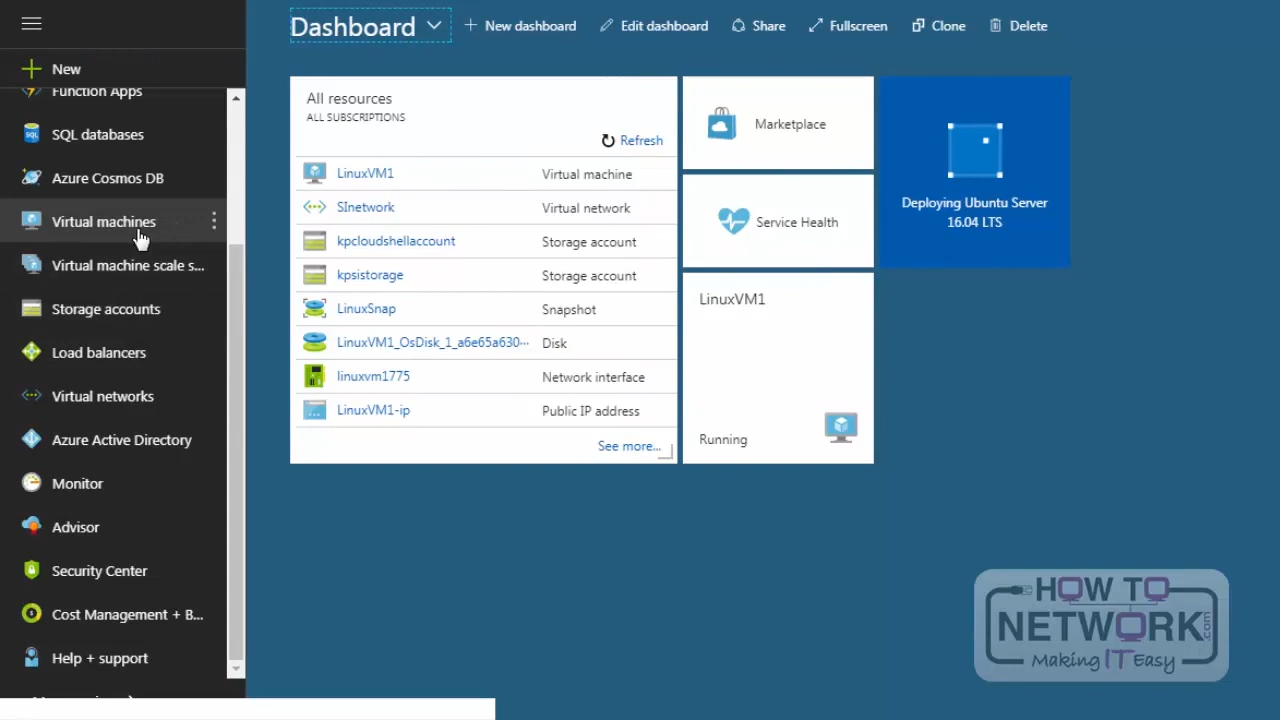 Dashboard
New dashboard
Edit dashboard
Share
Fullscreen
Clone
Delete
New
Function Apps
SQL databases
Azure Cosmos DB
Virtual machines
Virtual machine scale s...
Storage accounts
Load balancers
Virtual networks
Azure Active Directory
Monitor
Advisor
Security Center
Cost Management + B...
Help + support
All resources
ALL SUBSCRIPTIONS
Refresh
LinuxVM1 Virtual machine
SInetwork Virtual network
kpcloudshellaccount Storage account
kpsistorage Storage account
LinuxSnap Snapshot
LinuxVM1_OsDisk_1_a6e65a630... Disk
linuxvm1775 Network interface
LinuxVM1-ip Public IP address
See more...
Marketplace
Service Health
LinuxVM1
Running
Deploying Ubuntu Server
16.04 LTS
HOW TO
NETWORK.com
Making IT Easy